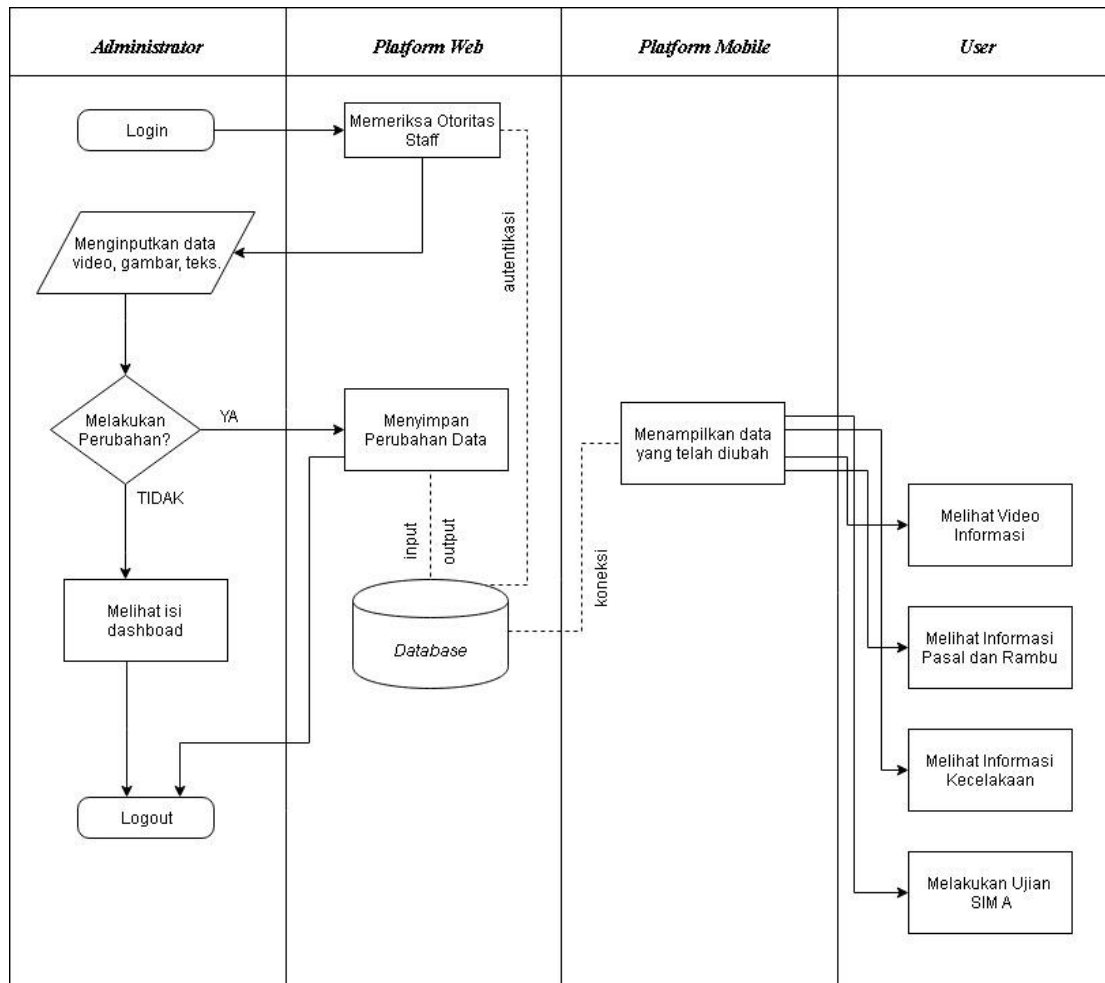 Administrator
Platform Web
Platform Mobile
User
Login
Memeriksa Otoritas
Staff
Menginputkan data
video, gambar, teks.
autentikasi
Melakukan
Perubahan?
YA
TIDAK
Menyimpan
Perubahan Data
Menampilkan data
yang telah diubah
input
output
koneksi
Database
Melihat isi
dashboad
Logout
Melihat Video
Informasi
Melihat Informasi
Pasal dan Rambu
Melihat Informasi
Kecelakaan
Melakukan Ujian
SIM A